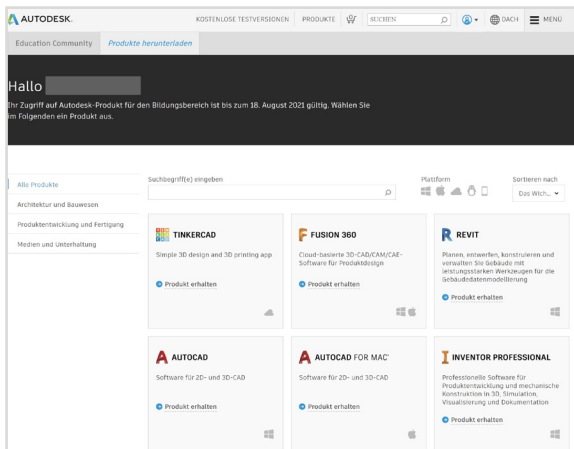 AUTODESK.
KOSTENLOSE TESTVERSIONEN PRODUKTE SUCHEN DACH MENÜ
Education Community Produkte herunterladen
Hallo
Ihr Zugriff auf Autodesk-Produkt für den Bildungsbereich ist bis zum 18. August 2021 gültig. Wählen Sie
im Folgenden ein Produkt aus.
Alle Produkte
Architektur und Bauwesen
Produktentwicklung und Fertigung
Medien und Unterhaltung
Suchbegriff(e) eingeben
Plattform
Sortieren nach
Das Wich...
TINKERCAD
Simple 3D design and 3D printing app
Produkt erhalten
FUSION 360
Cloud-basierte 3D-CAD/CAM/CAE-
Software für Produktdesign
Produkt erhalten
REVIT
Planen, entwerfen, konstruieren und
verwalten Sie Gebäude mit
leistungsstarken Werkzeugen für die
Gebäudedatenmodellierung
Produkt erhalten
AUTOCAD
Software für 2D- und 3D-CAD
Produkt erhalten
AUTOCAD FOR MAC®
Software für 2D- und 3D-CAD
Produkt erhalten
INVENTOR PROFESSIONAL
Professionelle Software für
Produktentwicklung und mechanische
Konstruktion in 3D, Simulation,
Visualisierung und Dokumentation
Produkt erhalten